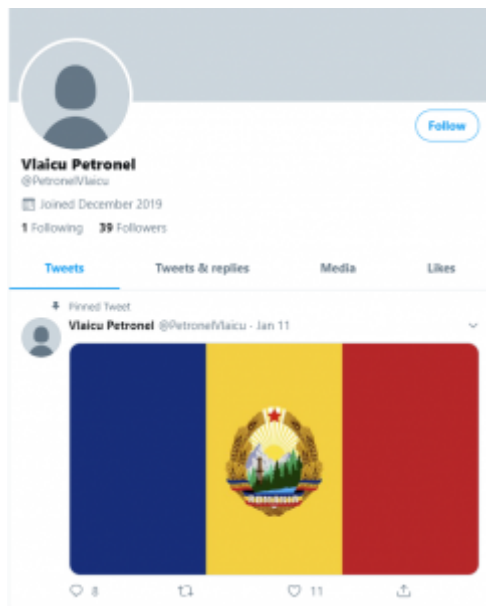 Follow
Vlaicu Petronel
@PetronelVlaicu
Joined December 2019
1 Following 39 Followers
Tweets Tweets & replies Media Likes
Pinned Tweet
Vlaicu Petronel @PetronelVlaicu · Jan 11
8 11